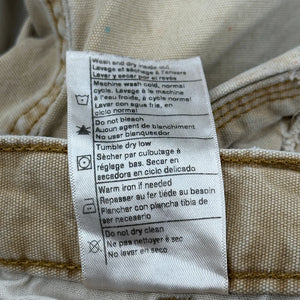 Wash and dry inside out
Lavage et séchage à l'envers
Lavar y secar por el revés
Machine wash cold, normal
cycle. Lavage à la machine
à l'eau froide, à cycle normal
Lavar con agua fría, en
ciclo normal
Do not bleach
Aucun agent de blanchiment
No usar blanqueador
Tumble dry low
Sécher par culbutage à
réglage bas. Secar en
secadora en ciclo delicado
Warm iron if needed
Repasser au fer tiède au besoin
Planchar con plancha tibia de
ser necesario
Do not dry clean
Ne pas nettoyer à sec
No lavar en seco